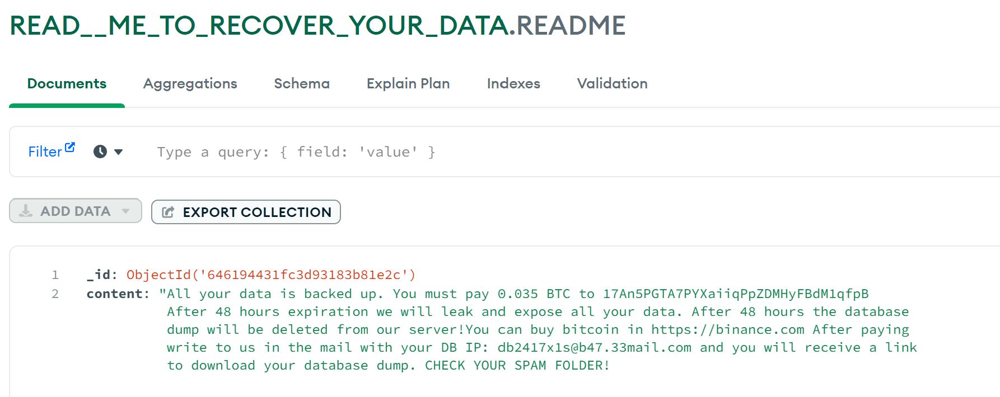 READ__ME_TO_RECOVER_YOUR_DATA.README
Documents Aggregations Schema Explain Plan Indexes Validation
Filter Type a query: { field: 'value' }
ADD DATA EXPORT COLLECTION
1 _id: ObjectId('646194431fc3d93183b81e2c')
2 content: "All your data is backed up. You must pay 0.035 BTC to 17An5PGTA7PYXaiiqPpZDMHyFBdM1qfpB
After 48 hours expiration we will leak and expose all your data. After 48 hours the database
dump will be deleted from our server!You can buy bitcoin in https://binance.com After paying
write to us in the mail with your DB IP: db2417x1s@b47.33mail.com and you will receive a link
to download your database dump. CHECK YOUR SPAM FOLDER!